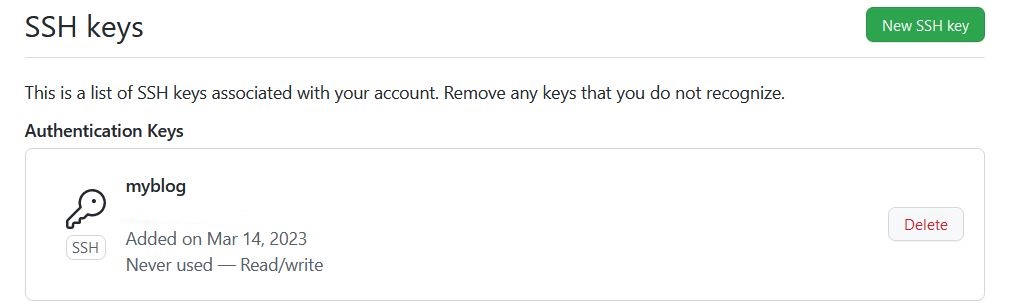 SSH keys
New SSH key
This is a list of SSH keys associated with your account. Remove any keys that you do not recognize.
Authentication Keys
myblog
SSH
Added on Mar 14, 2023
Never used — Read/write
Delete